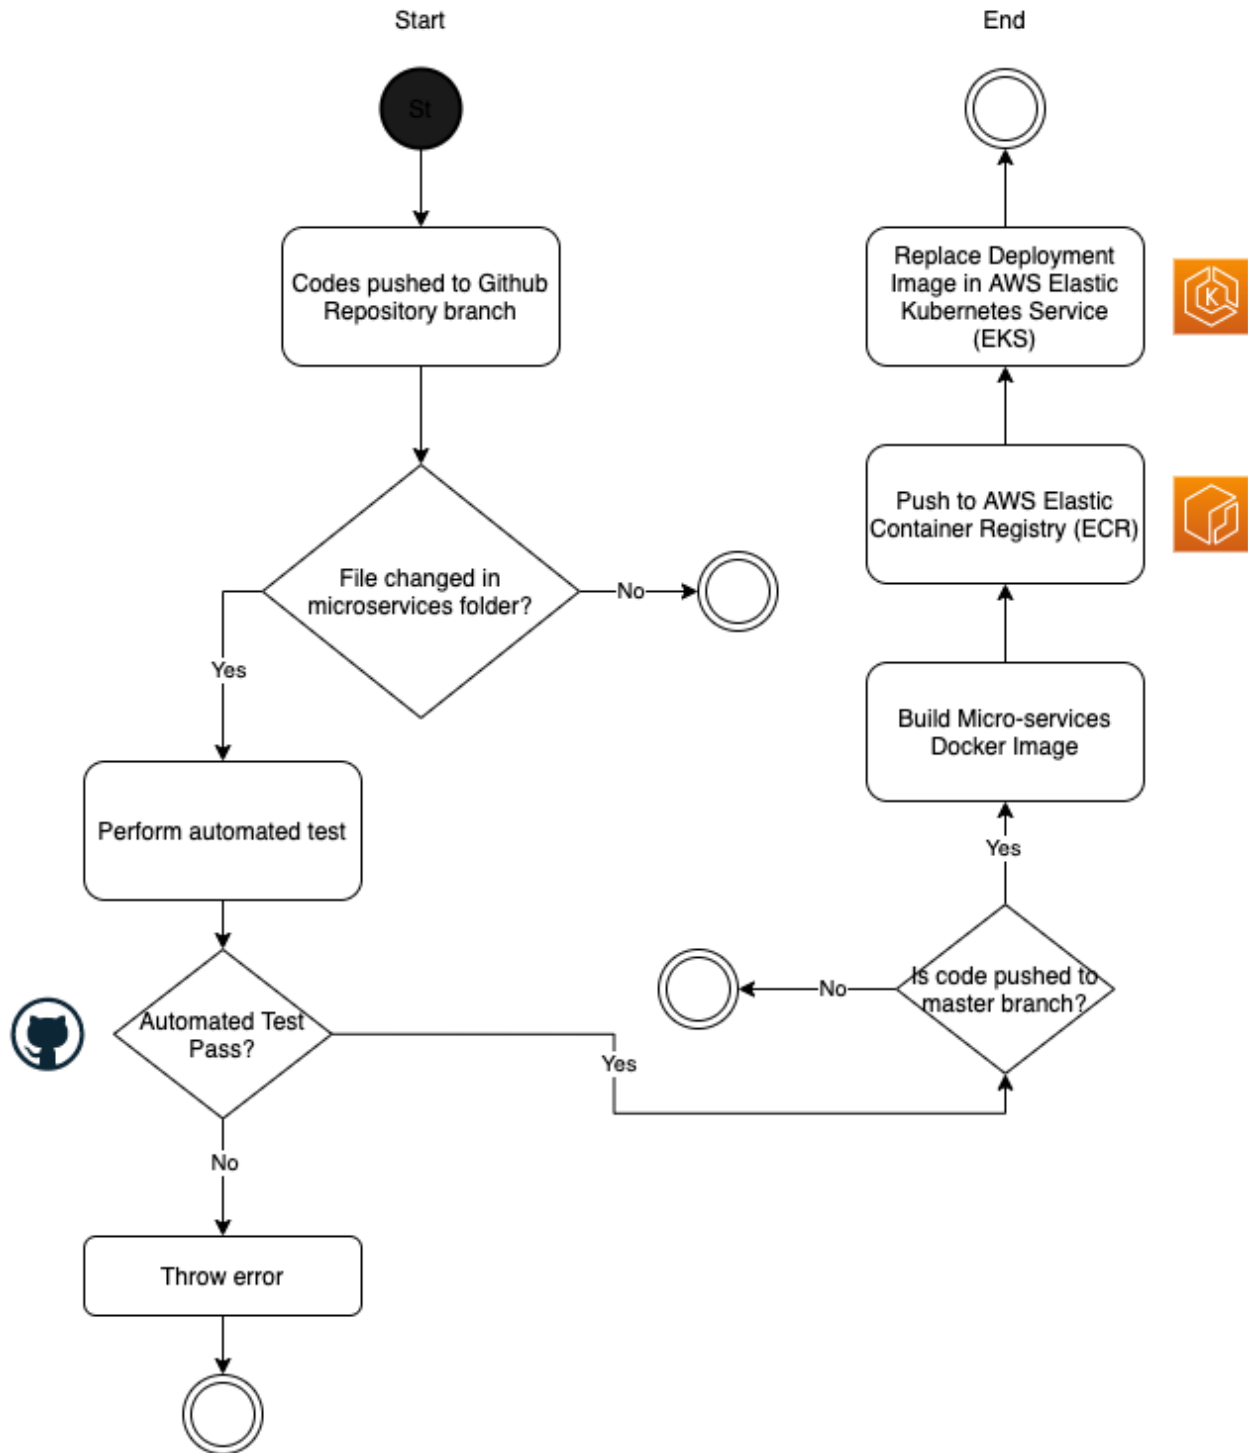 Start
St
Codes pushed to Github
Repository branch
File changed in
microservices folder?
No
Yes
Perform automated test
Automated Test
Pass?
Yes
No
Throw error
End
Replace Deployment
Image in AWS Elastic
Kubernetes Service
(EKS)
K
Push to AWS Elastic
Container Registry (ECR)
Build Micro-services
Docker Image
Yes
Is code pushed to
master branch?
No